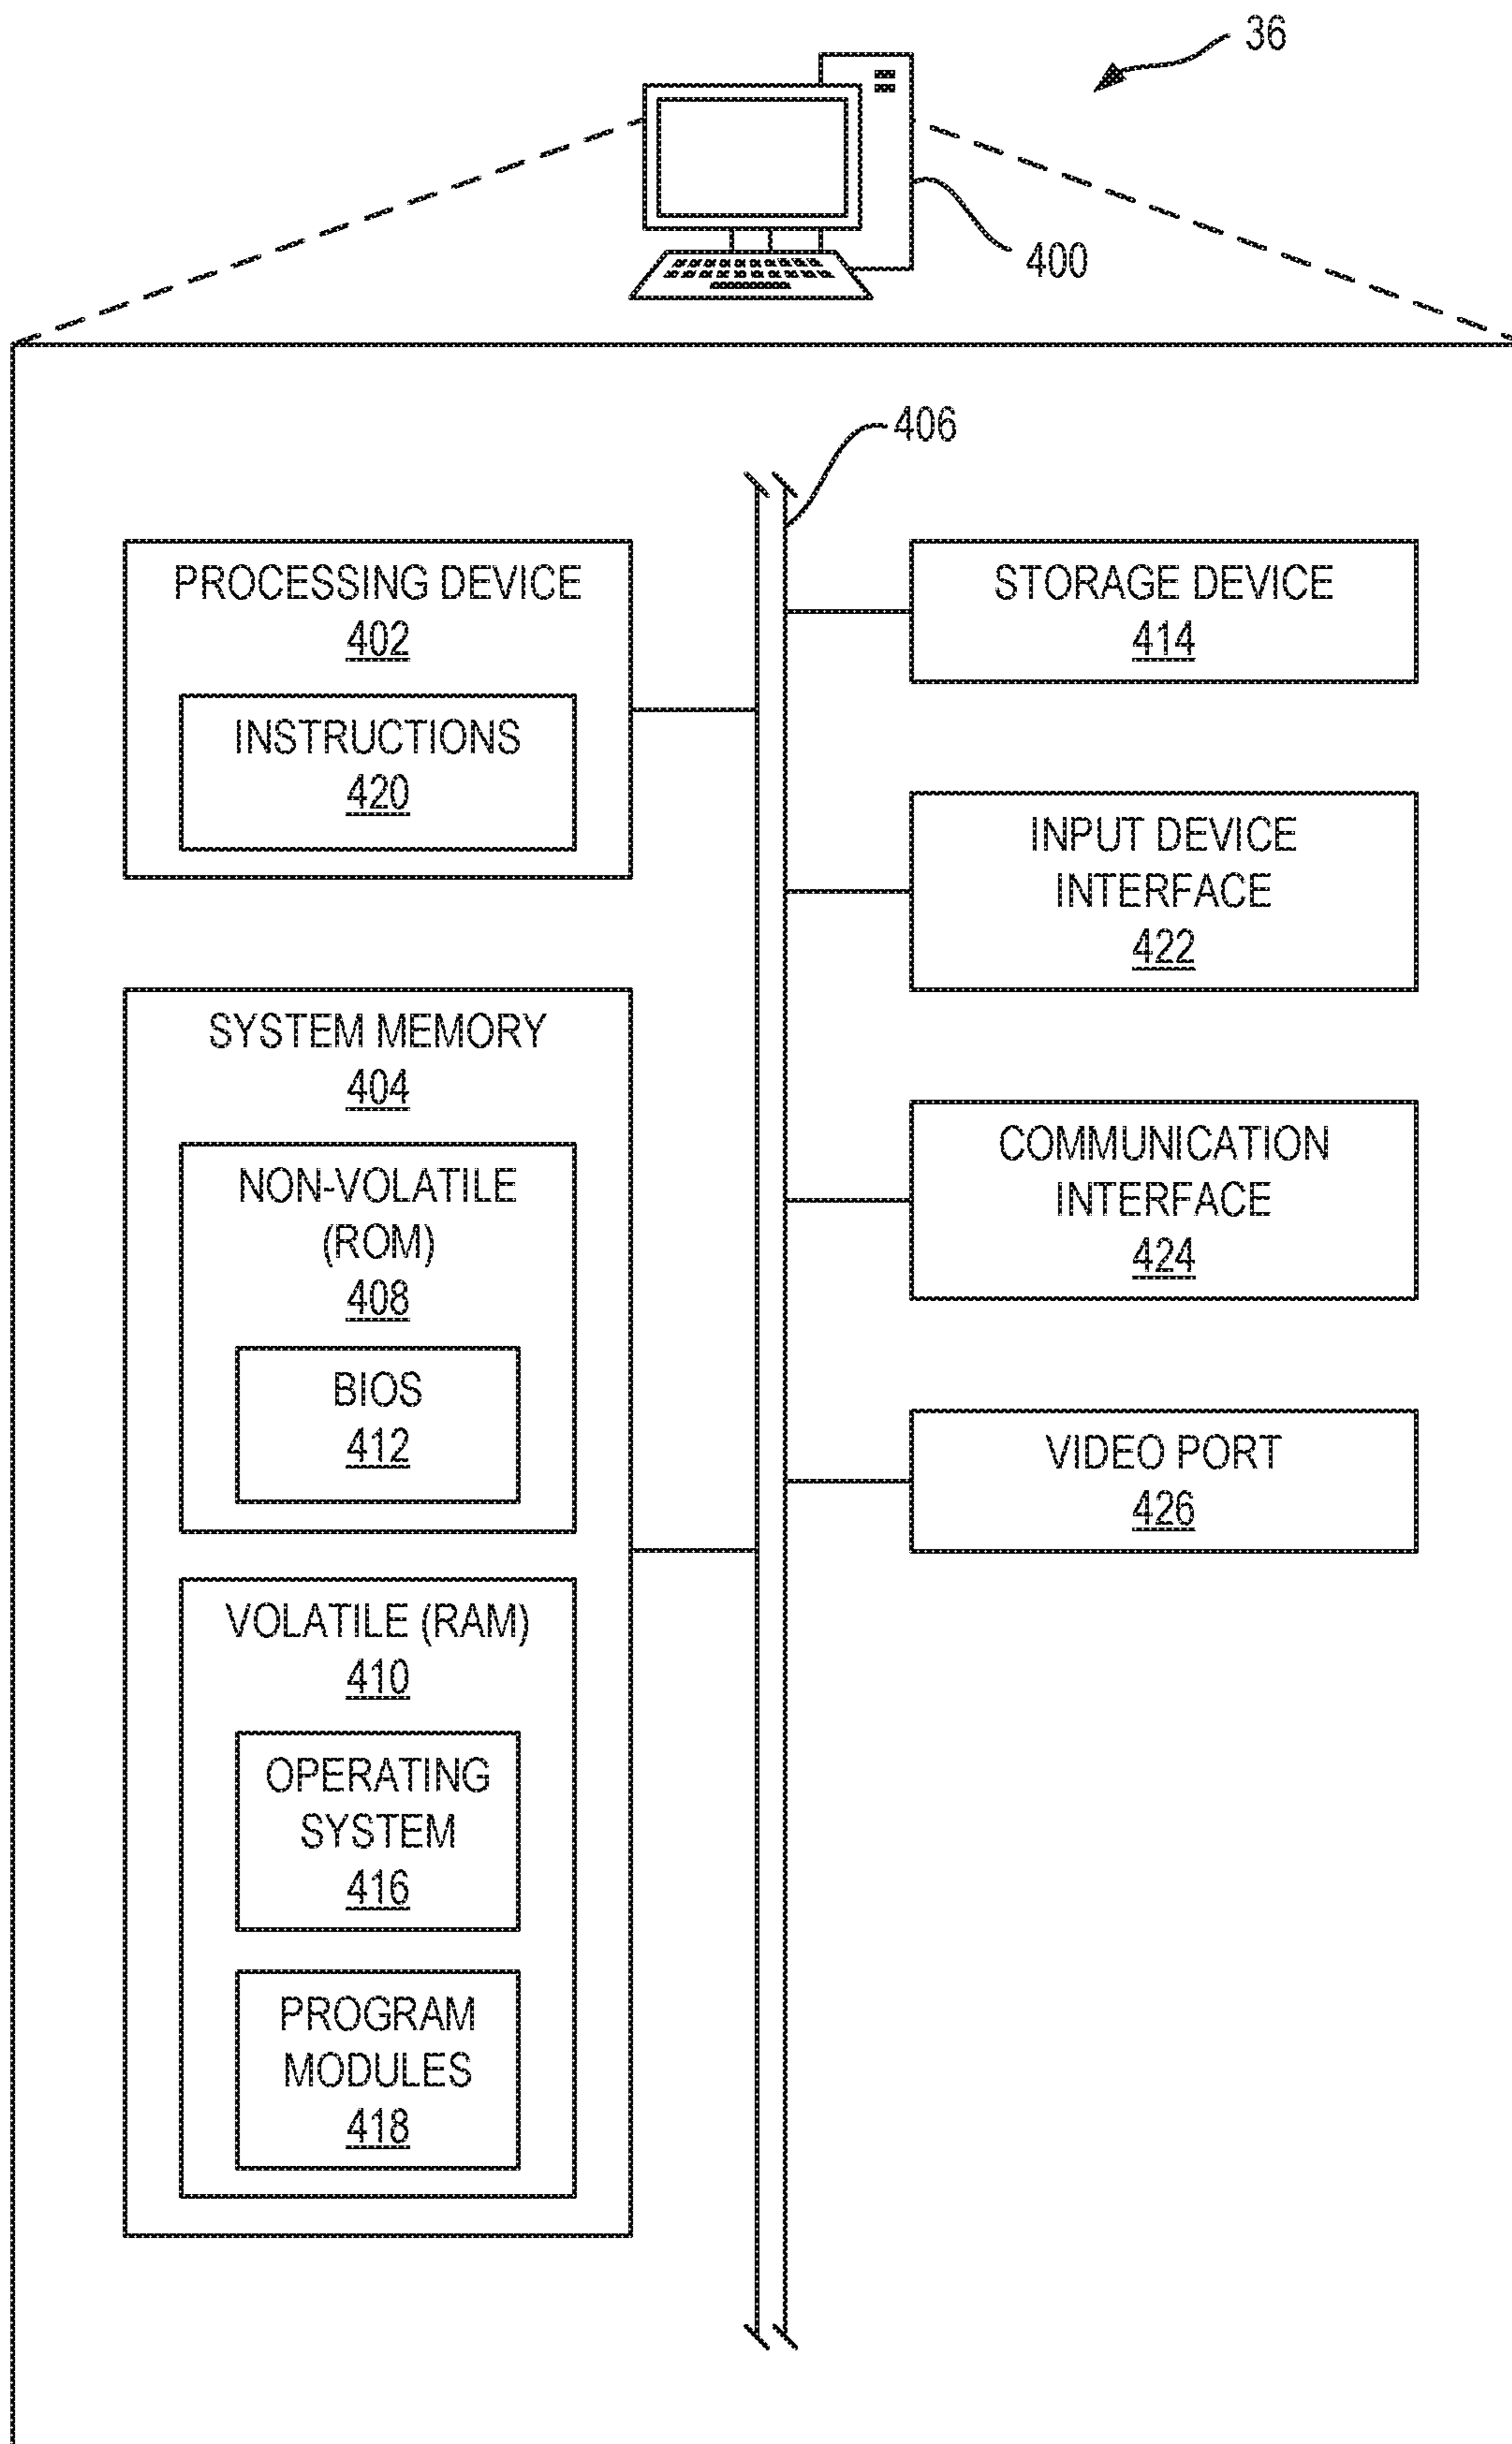 36
400
406
PROCESSING DEVICE
402
INSTRUCTIONS
420
SYSTEM MEMORY
404
NON-VOLATILE
(ROM)
408
BIOS
412
VOLATILE (RAM)
410
OPERATING
SYSTEM
416
PROGRAM
MODULES
418
STORAGE DEVICE
414
INPUT DEVICE
INTERFACE
422
COMMUNICATION
INTERFACE
424
VIDEO PORT
426